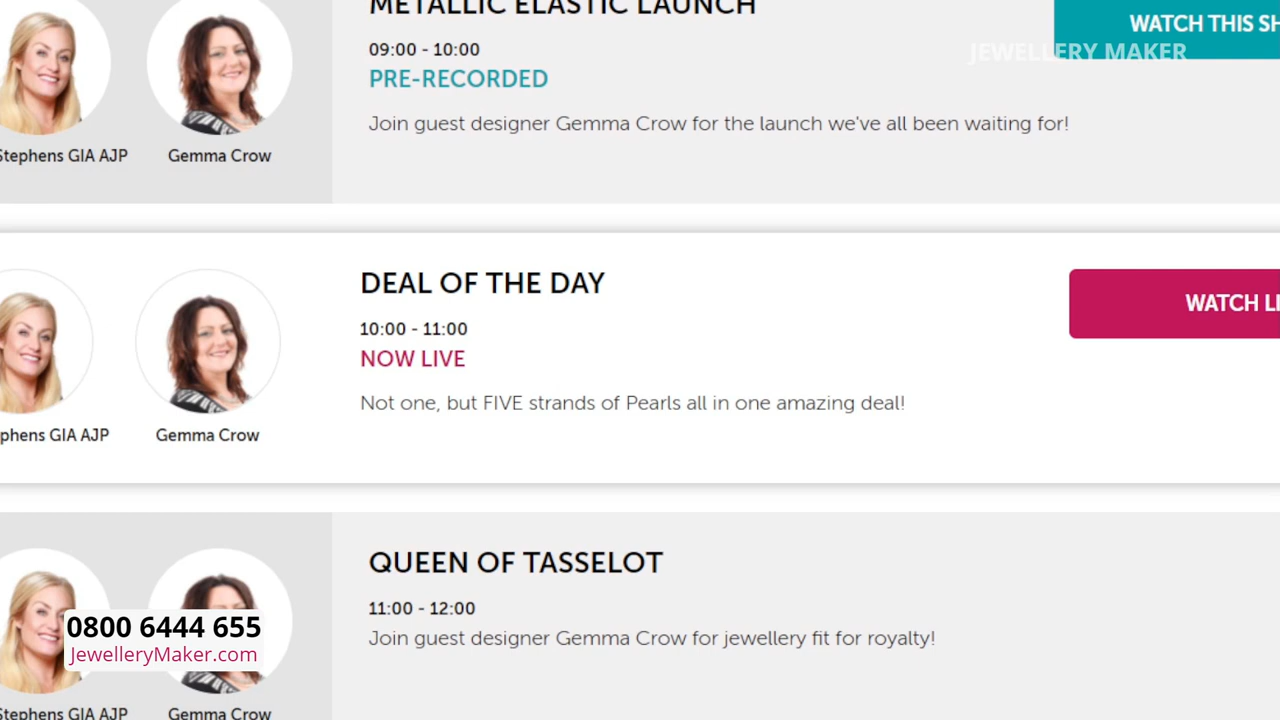 METALLIC ELASTIC LAUNCH
WATCH THIS SH
JEWELLERY MAKER
09:00 - 10:00
PRE-RECORDED
Join guest designer Gemma Crow for the launch we've all been waiting for!
Stephens GIA AJP
Gemma Crow
DEAL OF THE DAY
WATCH LI
10:00 - 11:00
NOW LIVE
Not one, but FIVE strands of Pearls all in one amazing deal!
phens GIA AJP
Gemma Crow
QUEEN OF TASSELOT
11:00 - 12:00
Join guest designer Gemma Crow for jewellery fit for royalty!
0800 6444 655
JewelleryMaker.com
Stephens GIA AJP
Gemma Crow